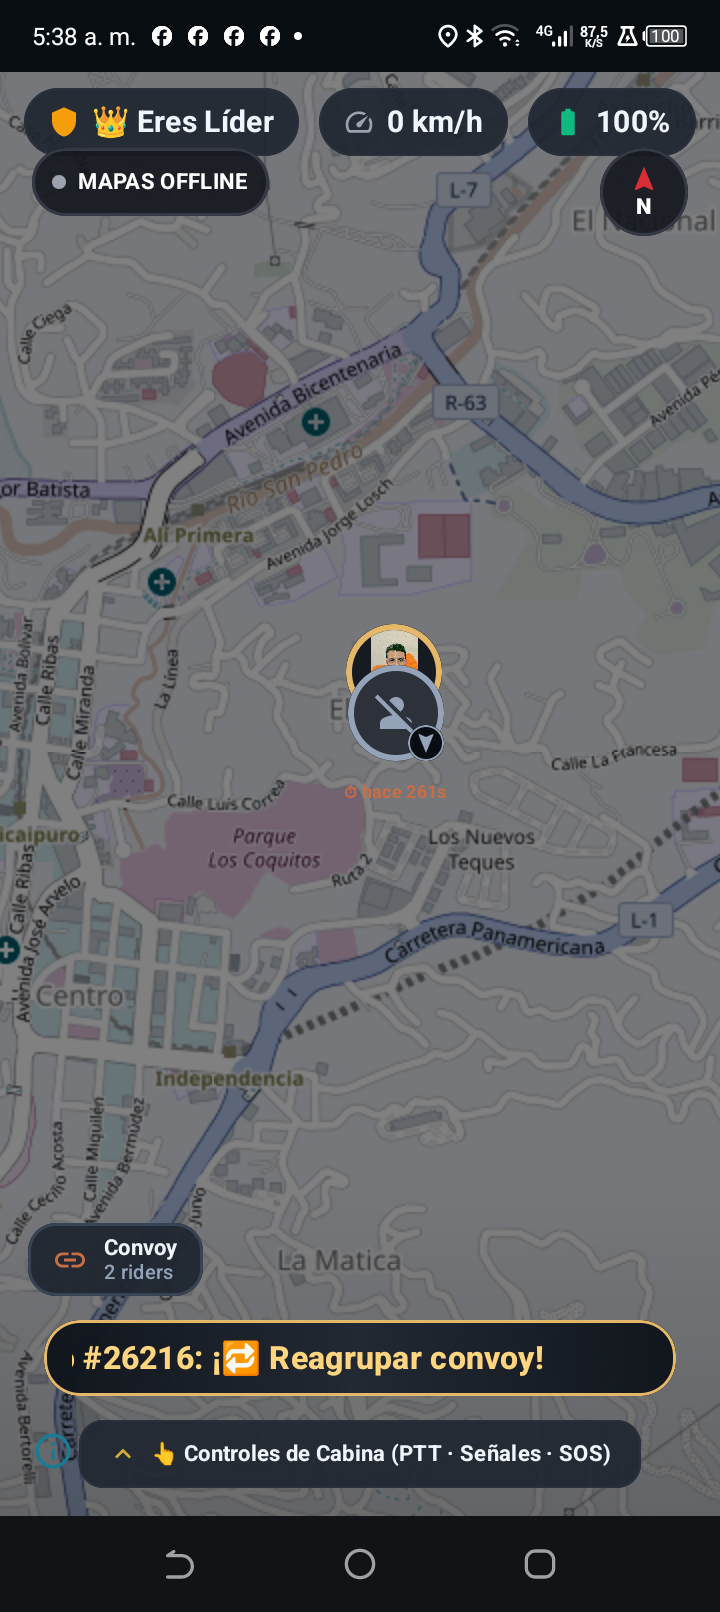 5:38 a. m.
4G
87,5
K/S
100
👑 Eres Líder
0 km/h
100%
MAPAS OFFLINE
N
L-7
El Nacional
Calle Ciega
Avenida Bicentenaria
R-63
or Batista
Río San Pedro
Avenida Jorge Losch
Alí Primera
Avenida Bolívar
Calle Ribas
Calle Miranda
La Línea
Calle La Francesa
hace 261s
Calle Luis Correa
icaipuro
Parque
Los Coquitos
Los Nuevos
Teques
Ruta 2
Calle Ribas
Avenida José Arvelo
L-1
Carretera Panamericana
Centro
Independencia
Calle Cecilio Acosta
Calle Miquilén
Avenida Bermúdez
Junio
Convoy
2 riders
La Matica
#26216: ¡🔁 Reagrupar convoy!
Avenida Bertorelli
👆 Controles de Cabina (PTT · Señales · SOS)